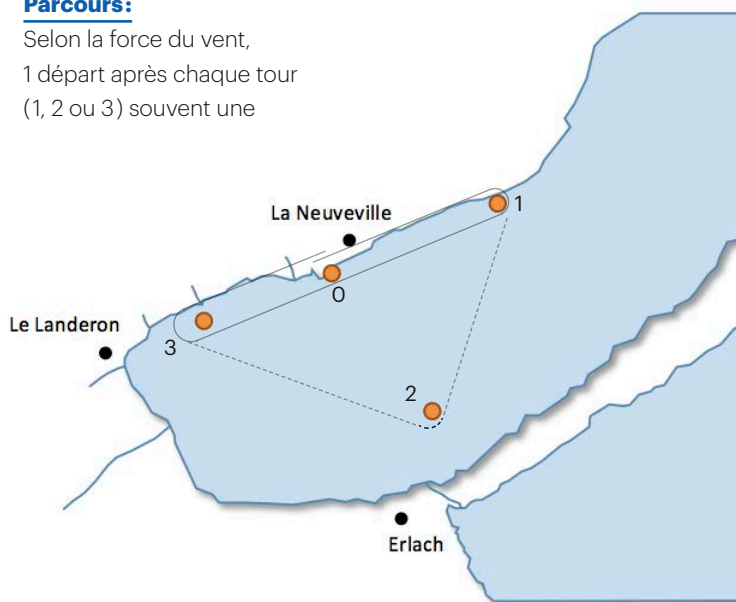 Parcours:
Selon la force du vent,
1 départ après chaque tour
(1, 2 ou 3) souvent une
1
La Neuveville
0
Le Landeron
3
2
Erlach